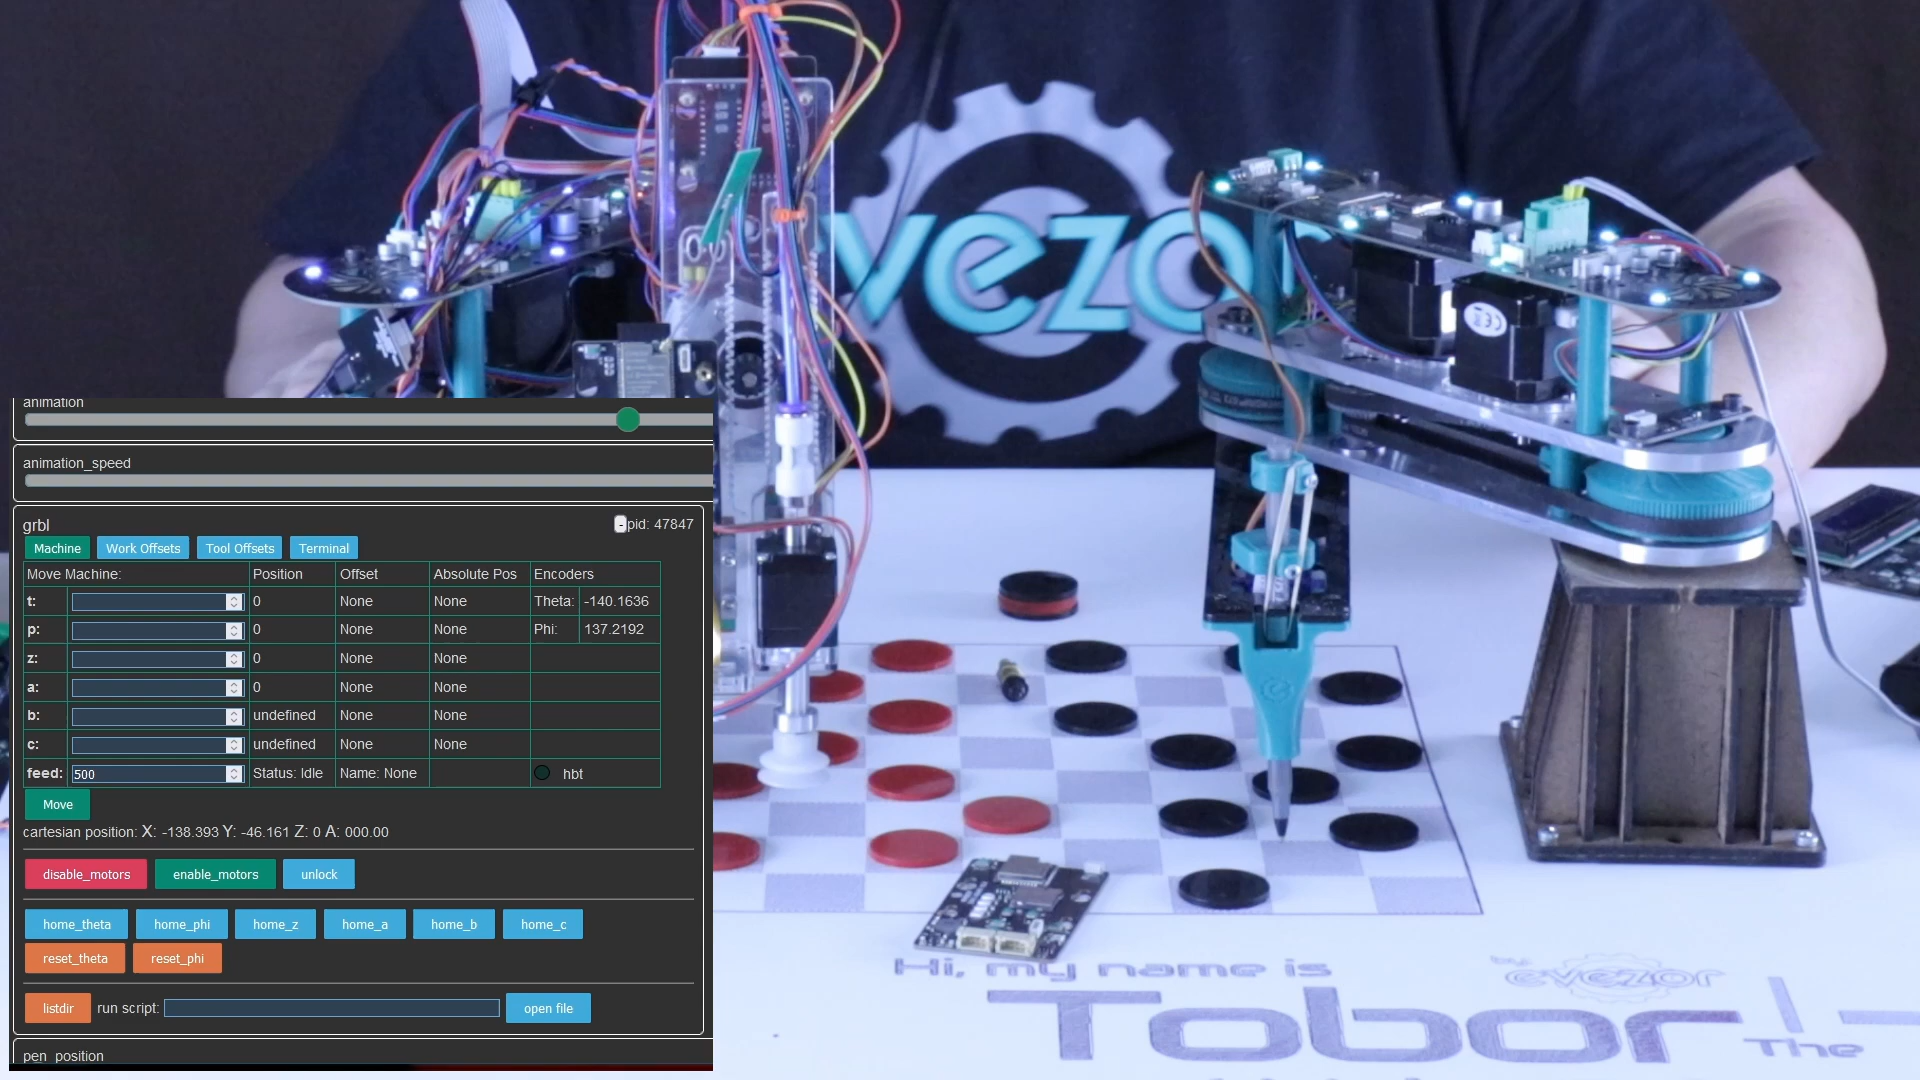 evezor
animation
animation_speed
grbl
- pid: 47847
Machine Work Offsets Tool Offsets Terminal
Move Machine: Position Offset Absolute Pos Encoders
t: 0 None None Theta: -140.1636
p: 0 None None Phi: 137.2192
z: 0 None None
a: 0 None None
b: undefined None None
c: undefined None None
feed: 500 Status: Idle Name: None hbt
Move
cartesian position: X: -138.393 Y: -46.161 Z: 0 A: 000.00
disable_motors enable_motors unlock
home_theta home_phi home_z home_a home_b home_c
reset_theta reset_phi
listdir run script: open file
pen_position
CE
Hi, my name is
by: evezor
Tobor
The